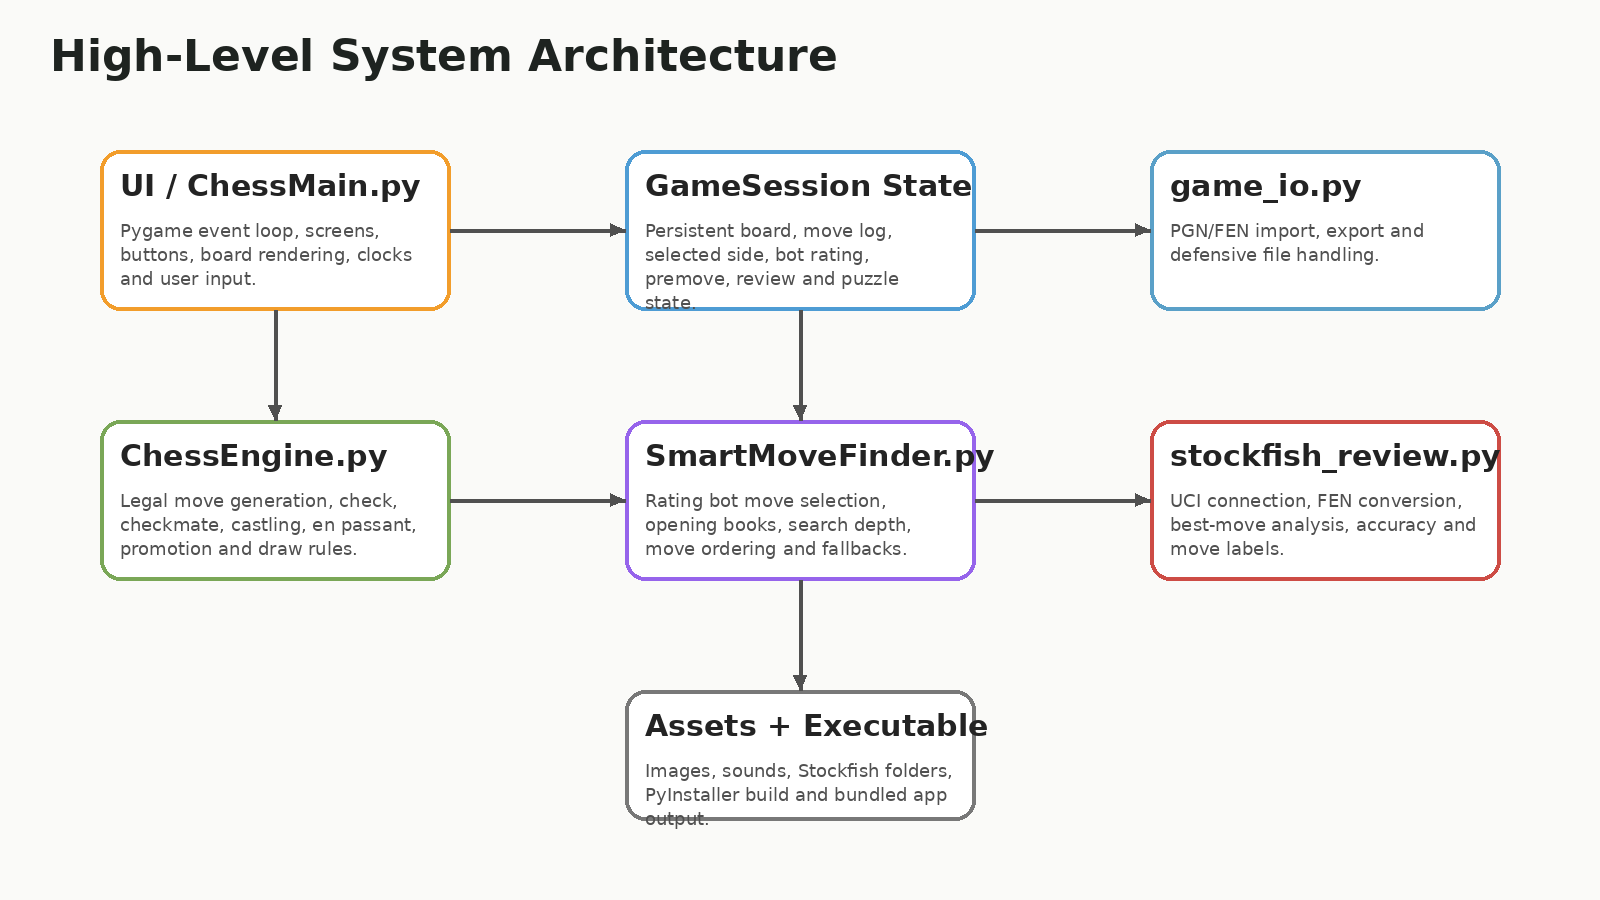 High-Level System Architecture
UI / ChessMain.py
Pygame event loop, screens,
buttons, board rendering, clocks
and user input.
GameSession State
Persistent board, move log,
selected side, bot rating,
premove, review and puzzle
state.
game_io.py
PGN/FEN import, export and
defensive file handling.
ChessEngine.py
Legal move generation, check,
checkmate, castling, en passant,
promotion and draw rules.
SmartMoveFinder.py
Rating bot move selection,
opening books, search depth,
move ordering and fallbacks.
stockfish_review.py
UCI connection, FEN conversion,
best-move analysis, accuracy and
move labels.
Assets + Executable
Images, sounds, Stockfish folders,
PyInstaller build and bundled app
output.